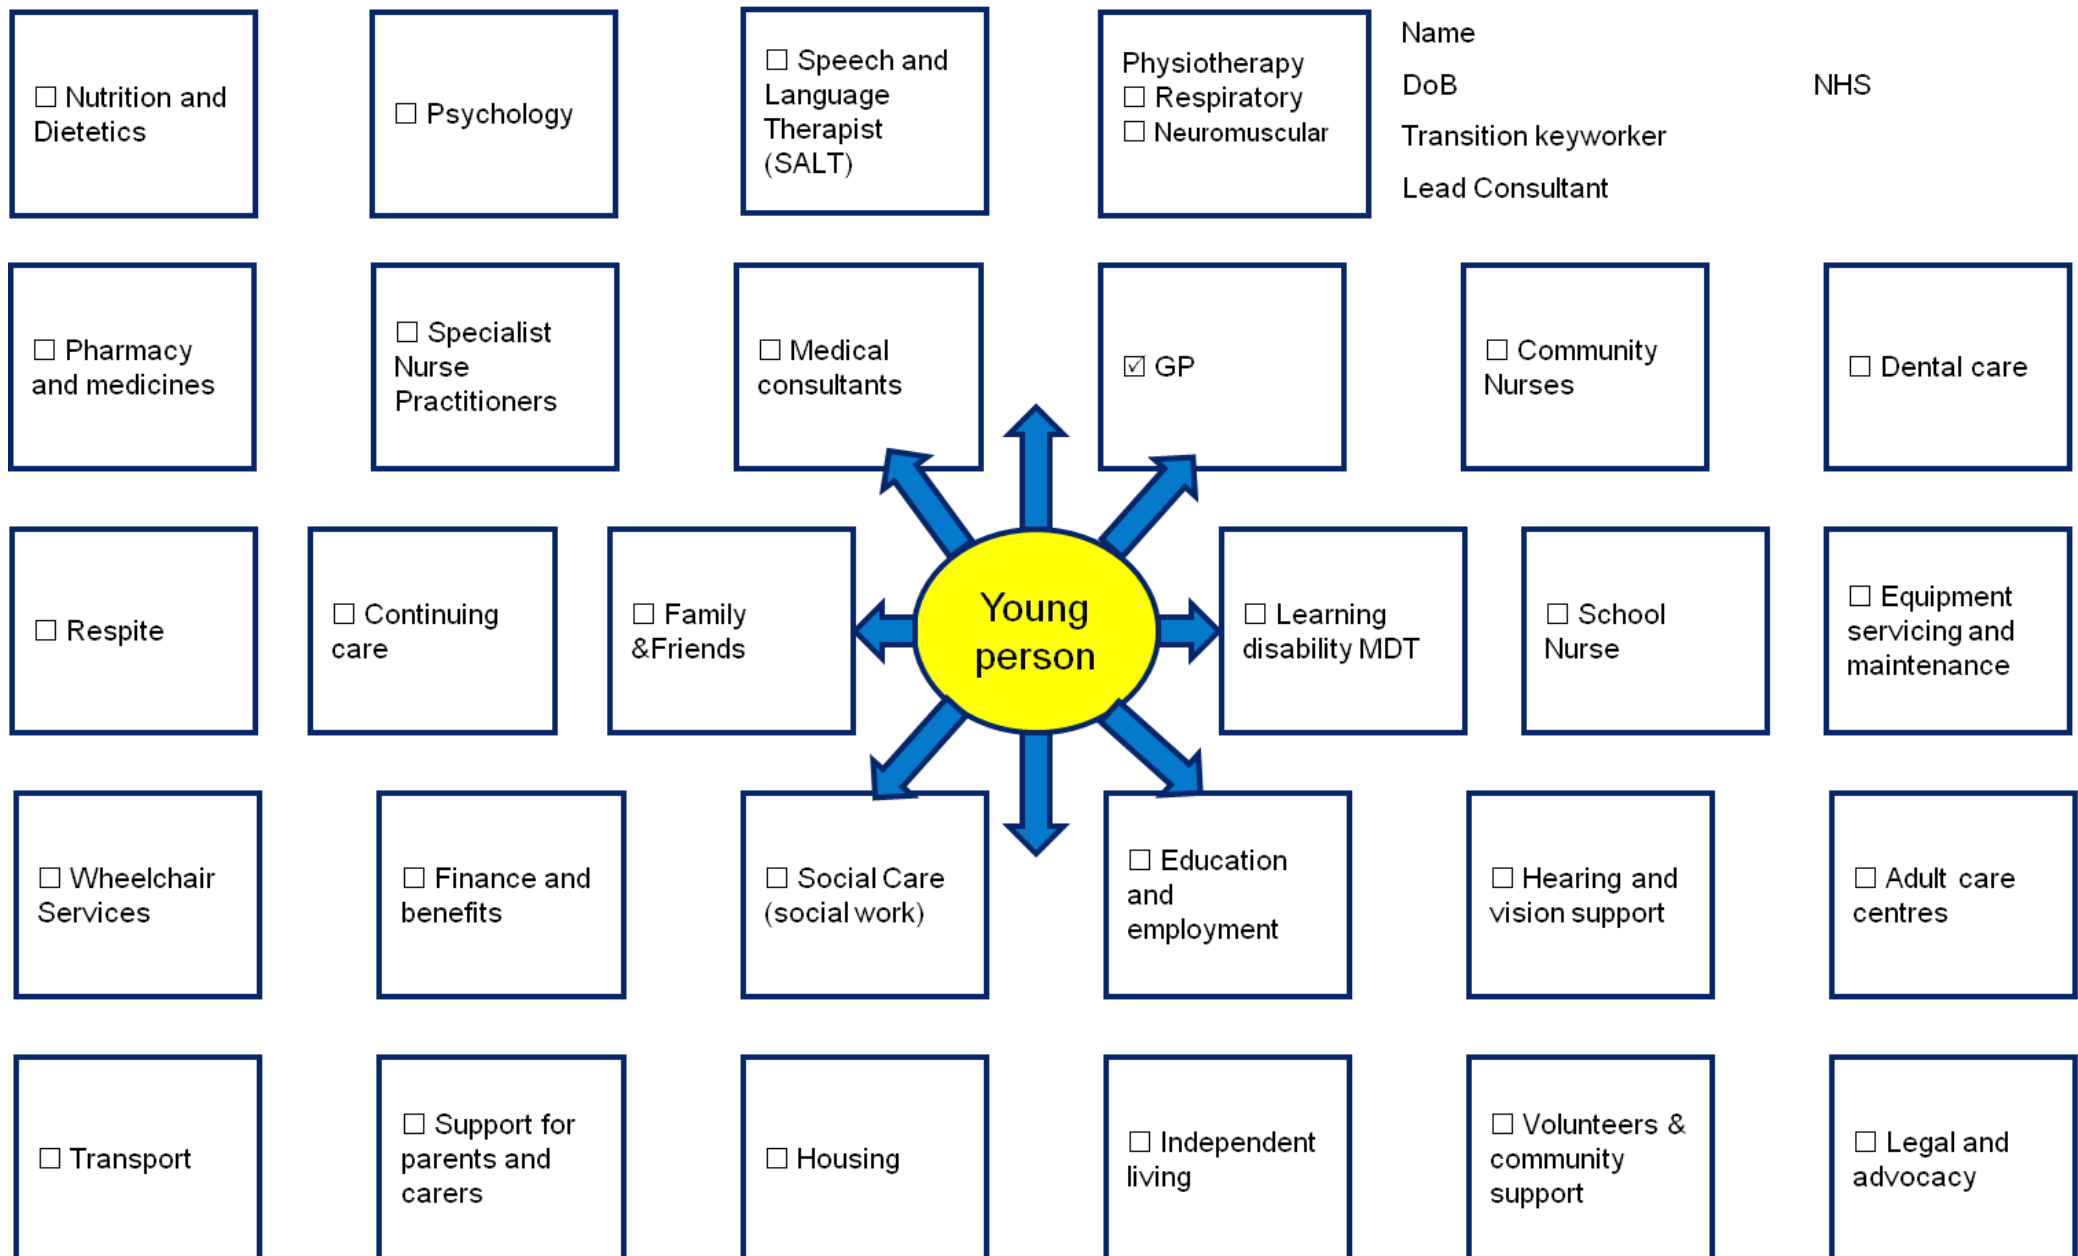 ☐ Nutrition and
Dietetics
☐ Psychology
☐ Speech and
Language
Therapist
(SALT)
Physiotherapy
☐ Respiratory
☐ Neuromuscular
Name
DoB NHS
Transition keyworker
Lead Consultant
☐ Pharmacy
and medicines
☐ Specialist
Nurse
Practitioners
☐ Medical
consultants
☑ GP
☐ Community
Nurses
☐ Dental care
☐ Respite
☐ Continuing
care
☐ Family
&Friends
Young
person
☐ Learning
disability MDT
☐ School
Nurse
☐ Equipment
servicing and
maintenance
☐ Wheelchair
Services
☐ Finance and
benefits
☐ Social Care
(social work)
☐ Education
and
employment
☐ Hearing and
vision support
☐ Adult care
centres
☐ Transport
☐ Support for
parents and
carers
☐ Housing
☐ Independent
living
☐ Volunteers &
community
support
☐ Legal and
advocacy